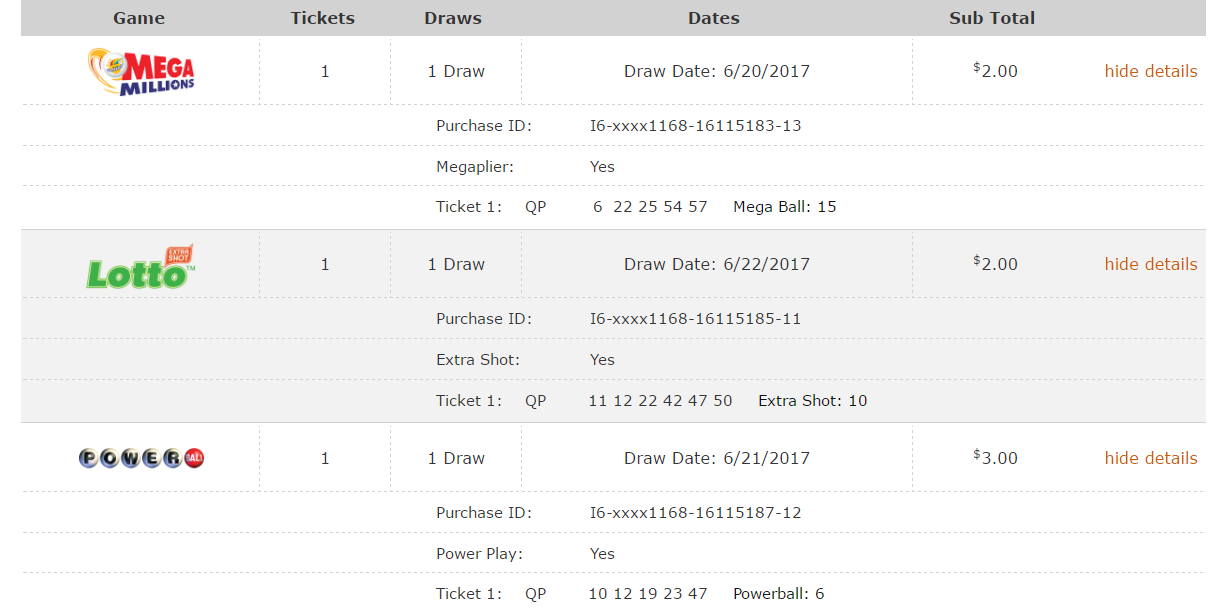 Game Tickets Draws Dates Sub Total
MEGA MILLIONS 1 1 Draw Draw Date: 6/20/2017 $2.00 hide details
Purchase ID: I6-xxxx1168-16115183-13
Megaplier: Yes
Ticket 1: QP 6 22 25 54 57 Mega Ball: 15
Lotto™ EXTRA SHOT 1 1 Draw Draw Date: 6/22/2017 $2.00 hide details
Purchase ID: I6-xxxx1168-16115185-11
Extra Shot: Yes
Ticket 1: QP 11 12 22 42 47 50 Extra Shot: 10
POWERBALL 1 1 Draw Draw Date: 6/21/2017 $3.00 hide details
Purchase ID: I6-xxxx1168-16115187-12
Power Play: Yes
Ticket 1: QP 10 12 19 23 47 Powerball: 6